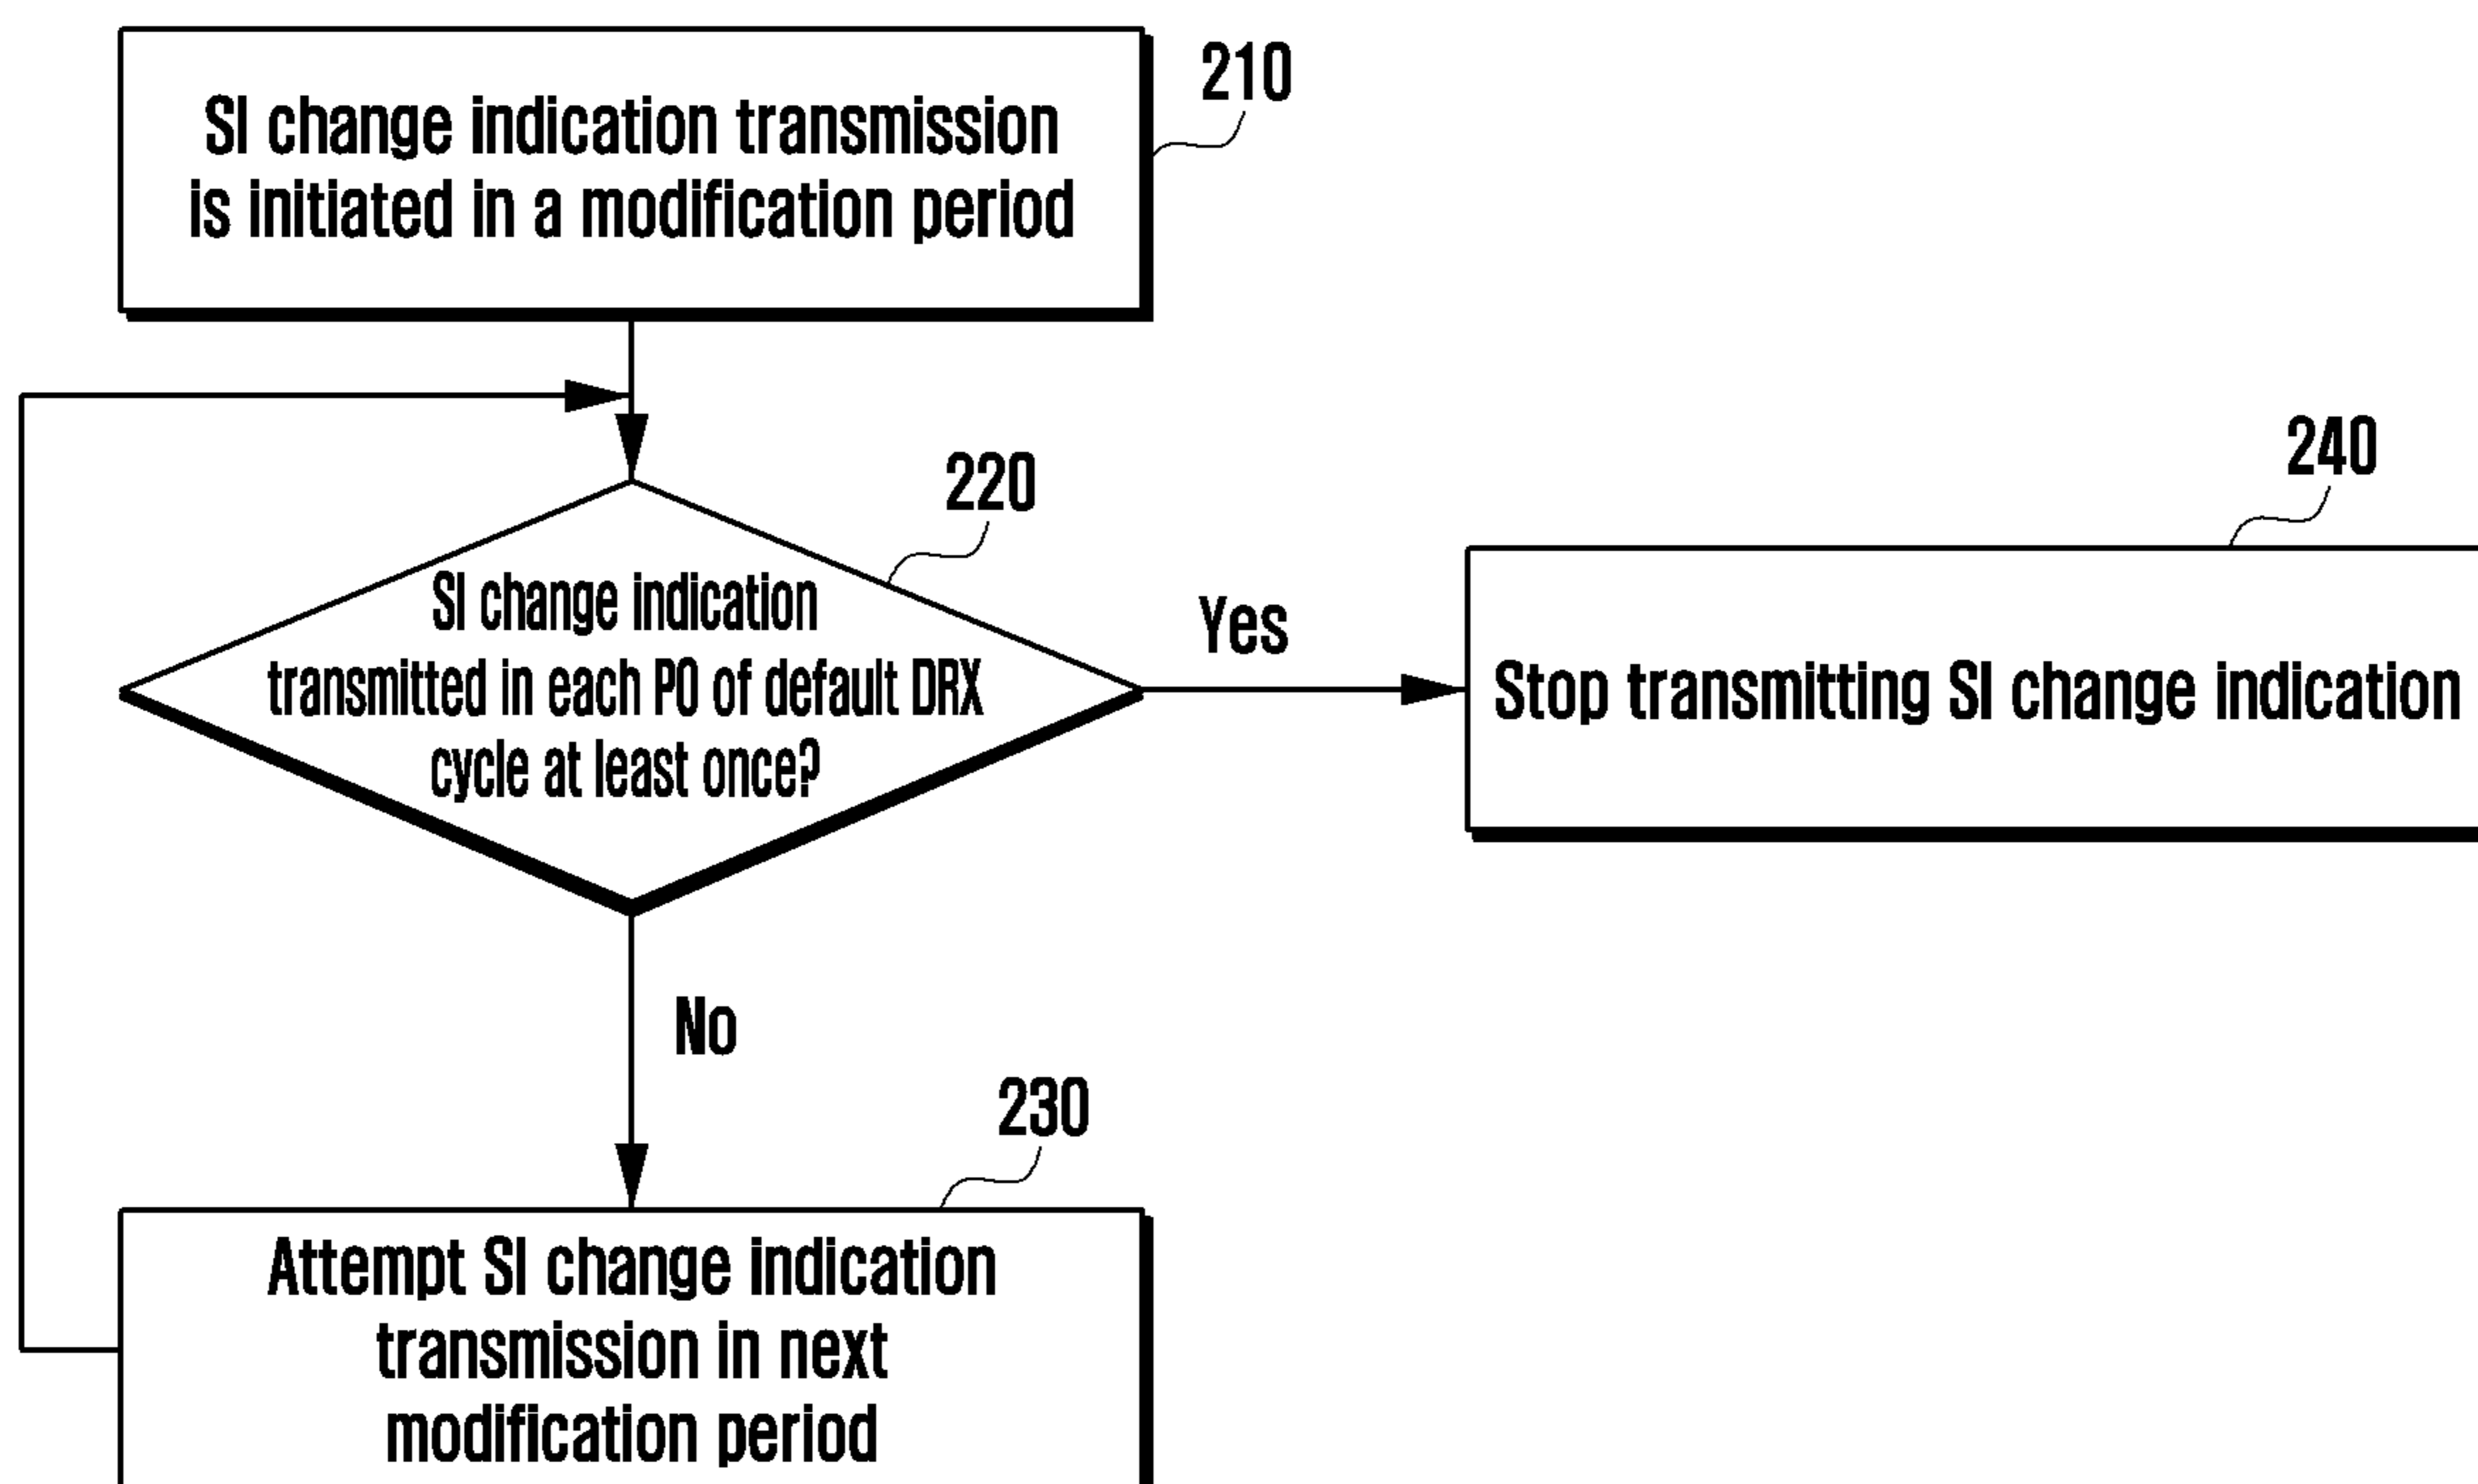 210
SI change indication transmission
is initiated in a modification period
220
SI change indication
transmitted in each PO of default DRX
cycle at least once?
Yes
240
Stop transmitting SI change indication
No
230
Attempt SI change indication
transmission in next
modification period